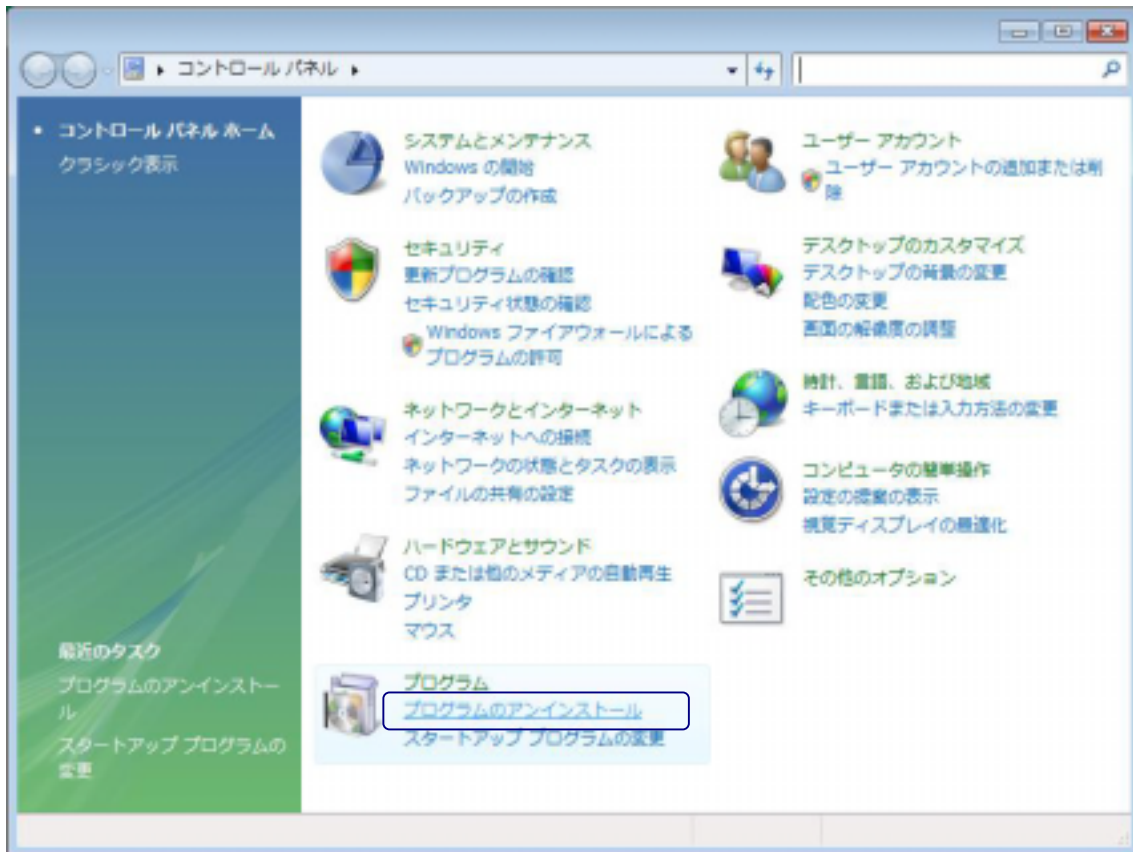 コントロール パネル
コントロール パネル ホーム
クラシック表示
最近のタスク
プログラムのアンインストー
ル
スタートアップ プログラムの
変更
システムとメンテナンス
Windows の開始
バックアップの作成
セキュリティ
更新プログラムの確認
セキュリティ状態の確認
Windows ファイアウォールによる
プログラムの許可
ネットワークとインターネット
インターネットへの接続
ネットワークの状態とタスクの表示
ファイルの共有の設定
ハードウェアとサウンド
CD または他のメディアの自動再生
プリンタ
マウス
プログラム
プログラムのアンインストール
スタートアップ プログラムの変更
ユーザー アカウント
ユーザー アカウントの追加または削
除
デスクトップのカスタマイズ
デスクトップの背景の変更
配色の変更
画面の解像度の調整
時計、言語、および地域
キーボードまたは入力方法の変更
コンピュータの簡単操作
設定の提案の表示
視覚ディスプレイの最適化
その他のオプション